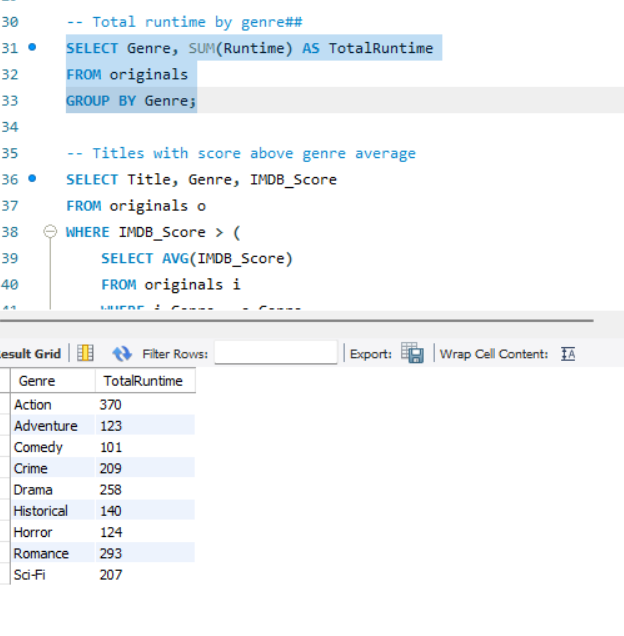 30 -- Total runtime by genre##
31 SELECT Genre, SUM(Runtime) AS TotalRuntime
32 FROM originals
33 GROUP BY Genre;
34
35 -- Titles with score above genre average
36 SELECT Title, Genre, IMDB_Score
37 FROM originals o
38 WHERE IMDB_Score > (
39 SELECT AVG(IMDB_Score)
40 FROM originals i
Result Grid Filter Rows: Export: Wrap Cell Content:
Genre TotalRuntime
Action 370
Adventure 123
Comedy 101
Crime 209
Drama 258
Historical 140
Horror 124
Romance 293
Sci-Fi 207